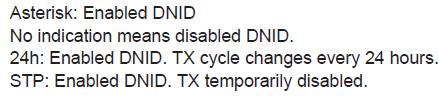 Asterisk: Enabled DNID
No indication means disabled DNID.
24h: Enabled DNID. TX cycle changes every 24 hours.
STP: Enabled DNID. TX temporarily disabled.